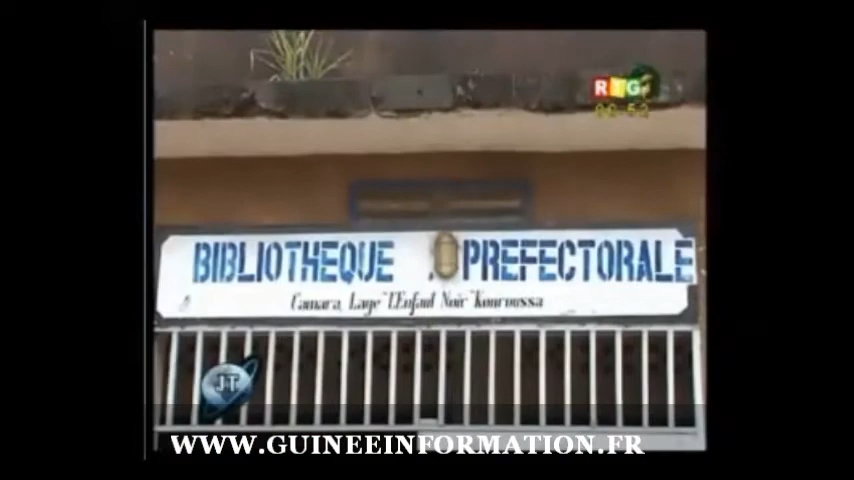 RTG
BIBLIOTHEQUE PREFECTORALE
Camara Laye "L'Enfant Noir" Kouroussa
JT
WWW.GUINEEINFORMATION.FR